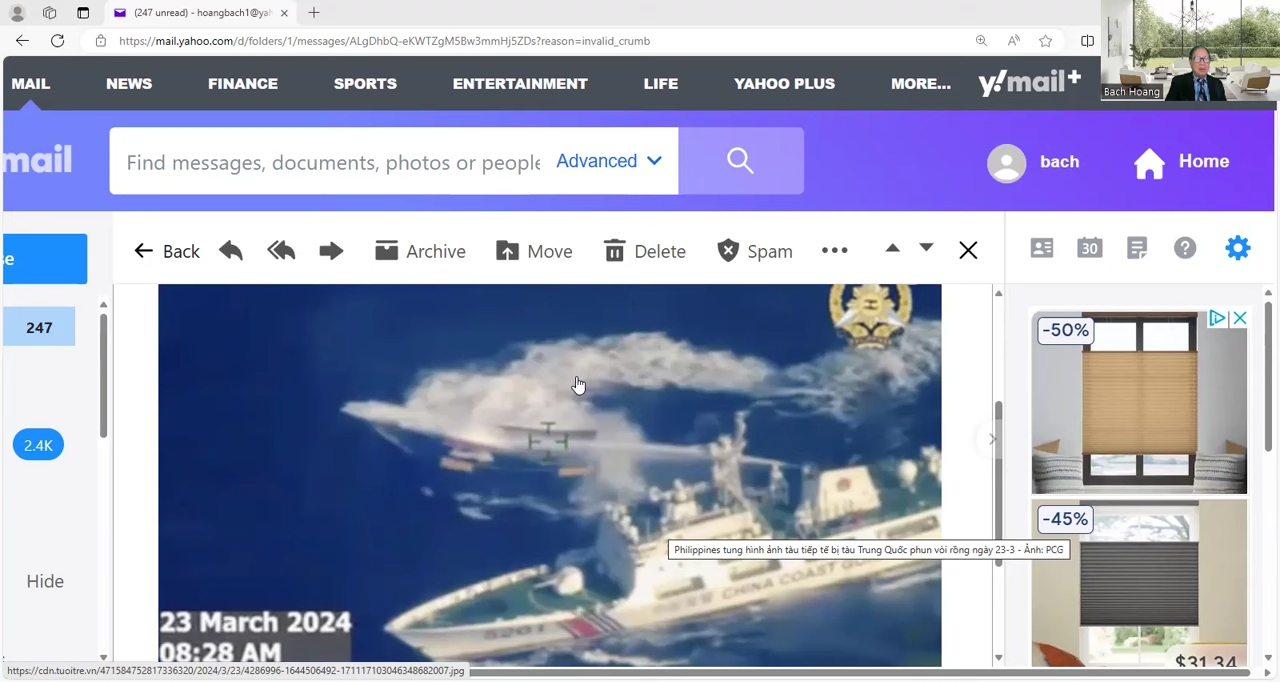 (247 unread) - hoangbach1@yah
https://mail.yahoo.com/d/folders/1/messages/ALgDhbQ-eKWTZgM5Bw3mmHj5ZDs?reason=invalid_crumb
MAIL NEWS FINANCE SPORTS ENTERTAINMENT LIFE YAHOO PLUS MORE... y!mail+
Bach Hoang
mail
Find messages, documents, photos or people
Advanced
bach
Home
e
Back
Archive
Move
Delete
Spam
30
247
2.4K
Hide
-50%
-45%
$31.34
CHINA COAST
5201
23 March 2024
08:28 AM
Philippines tung hình ảnh tàu tiếp tế bị tàu Trung Quốc phun vòi rồng ngày 23-3 - Ảnh: PCG
https://cdn.tuoitre.vn/471584752817336320/2024/3/23/4286996-1644506492-1711171030463486820​07.jpg